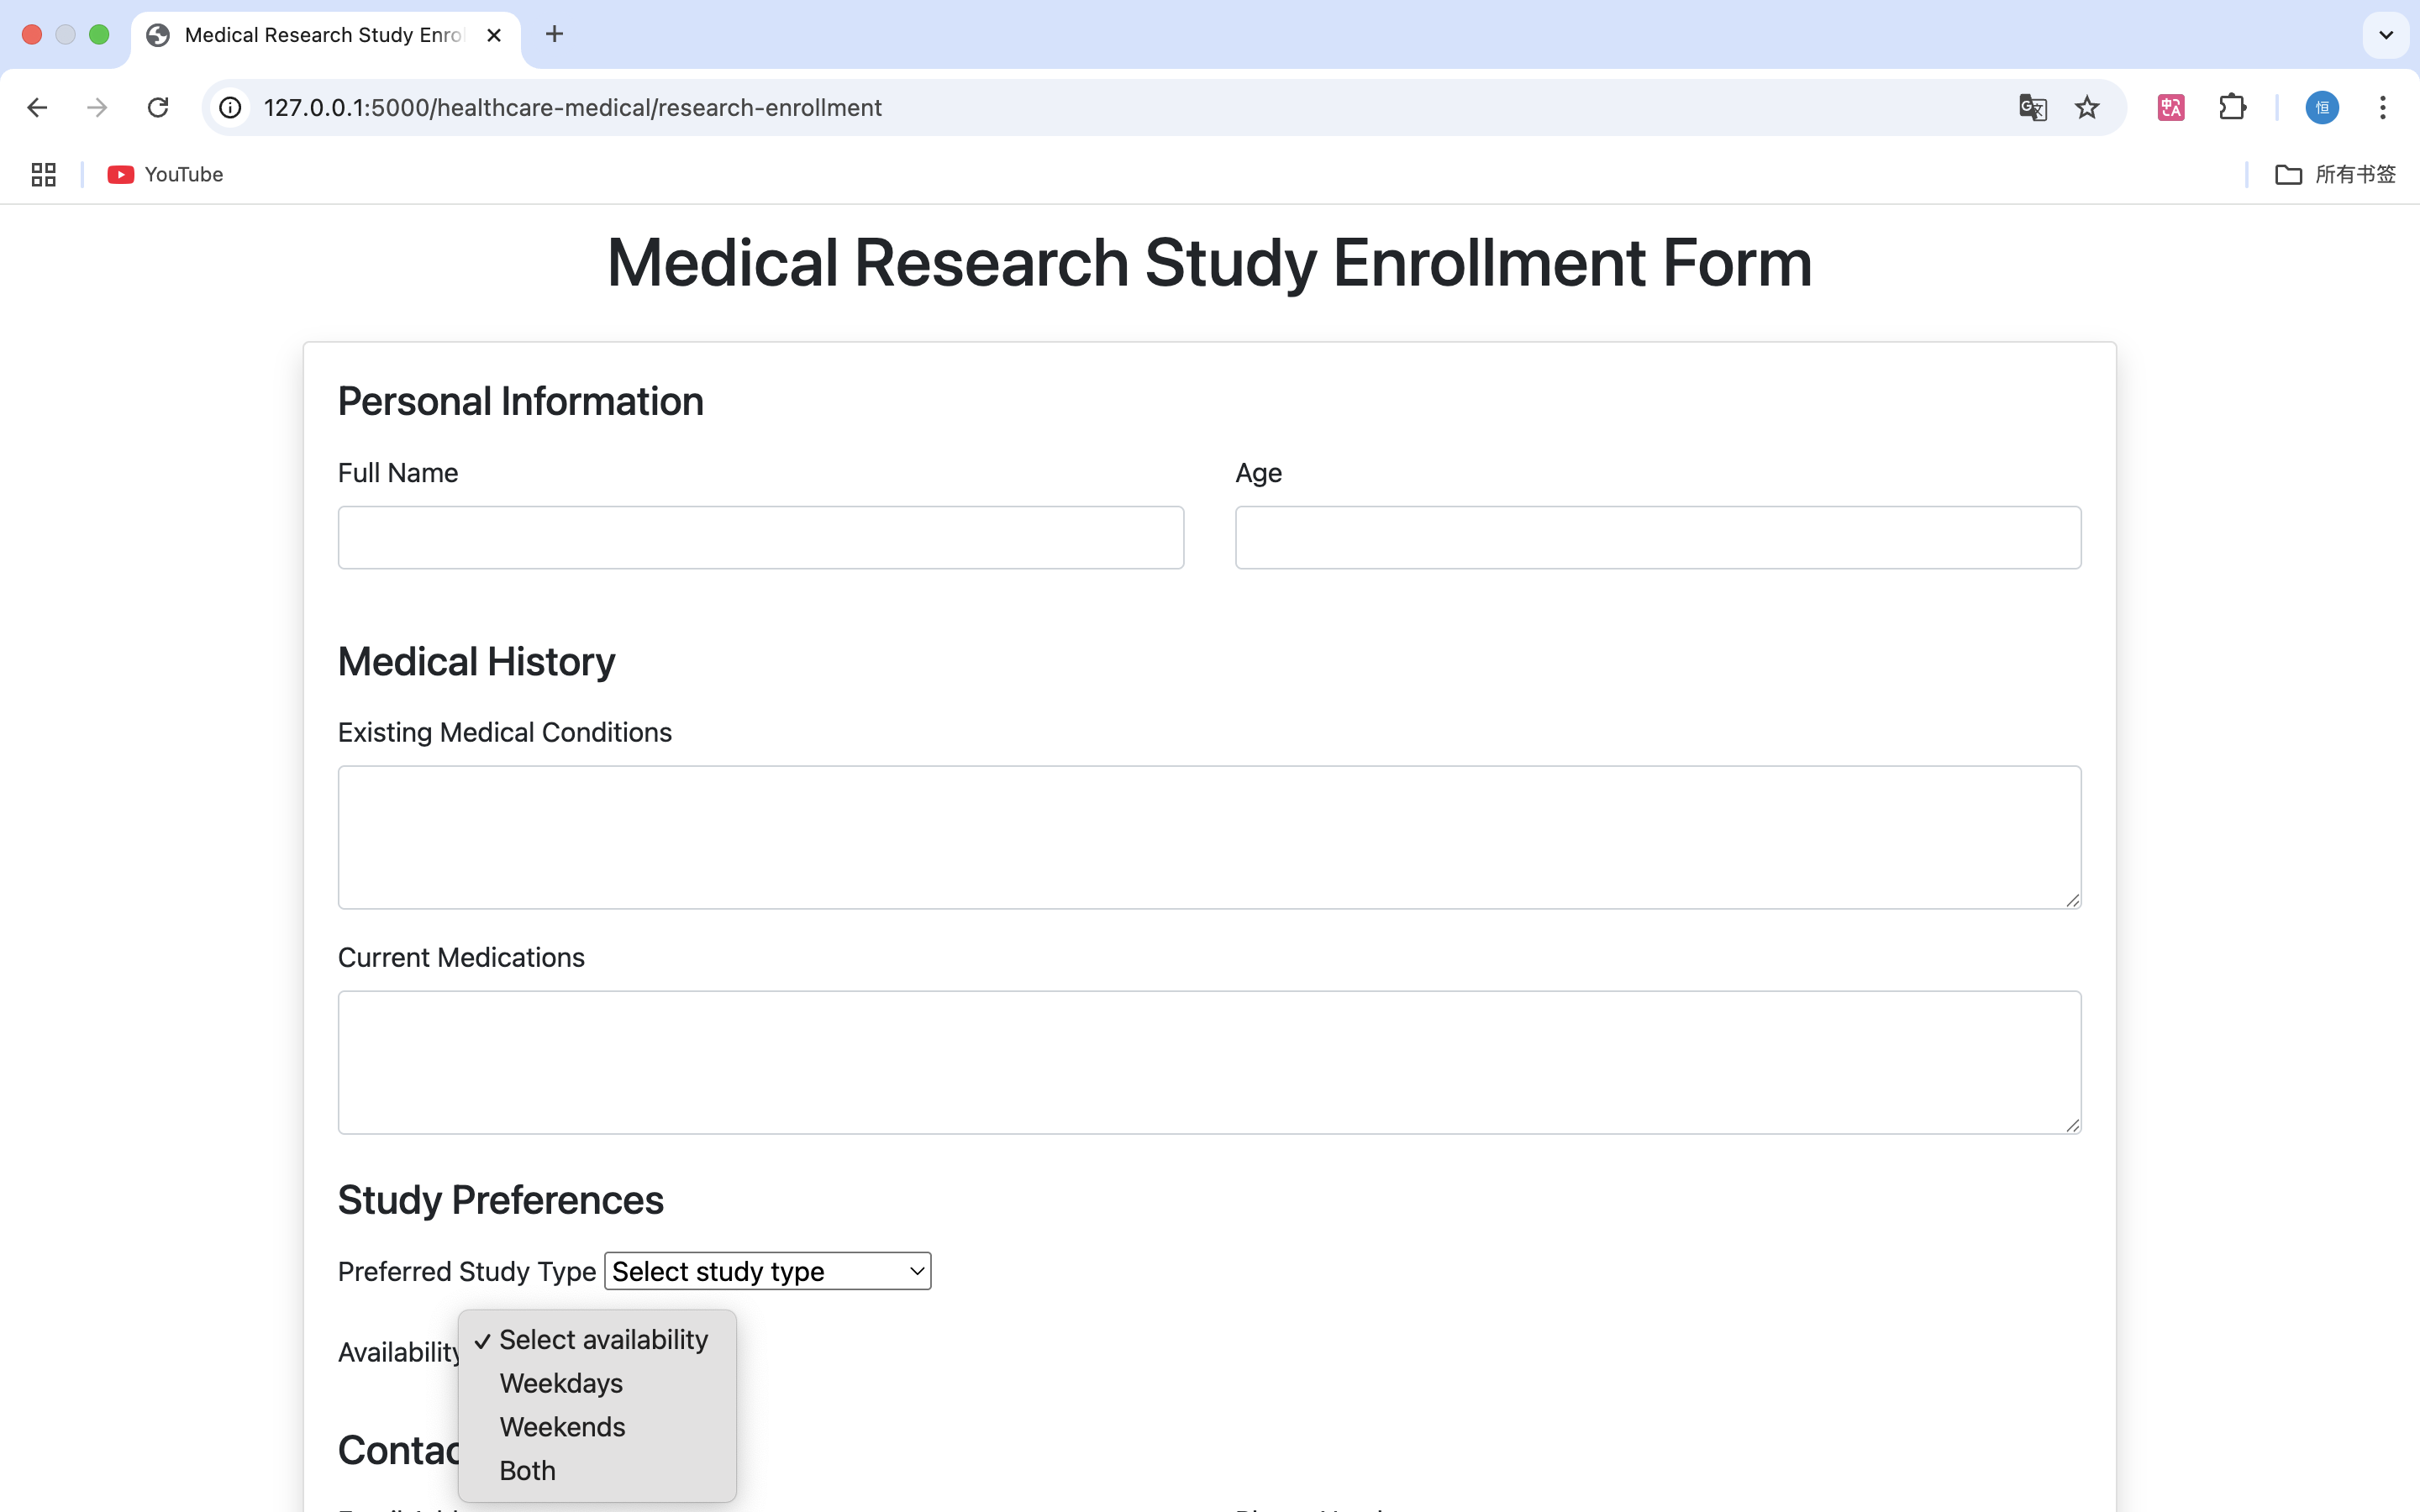 Medical Research Study Enrol
127.0.0.1:5000/healthcare-medical/research-enrollment
恒
YouTube
所有书签
Medical Research Study Enrollment Form
Personal Information
Full Name
Age
Medical History
Existing Medical Conditions
Current Medications
Study Preferences
Preferred Study Type Select study type
Availability
Select availability
Weekdays
Weekends
Both
Contac